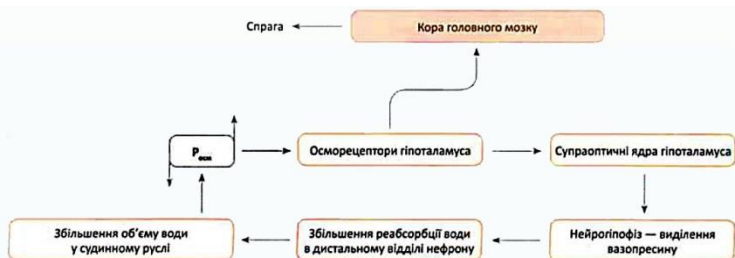 Спрага
Кора головного мозку
Pосм
Осморецептори гіпоталамуса
Супраоптичні ядра гіпоталамуса
Збільшення об'єму води
у судинному руслі
Збільшення реабсорбції води
в дистальному відділі нефрону
Нейрогіпофіз — виділення
вазопресину